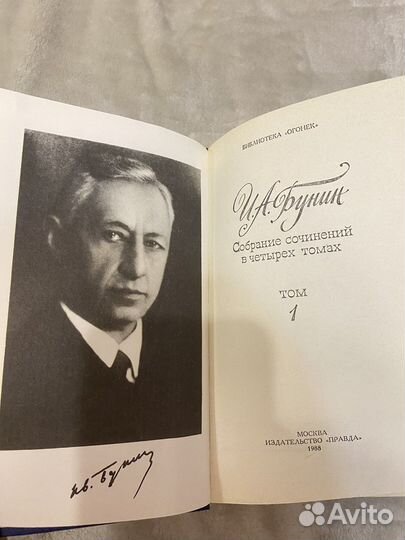 БИБЛИОТЕКА «ОГОНЕК»
И.А.Бунин
Собрание сочинений
в четырех томах
ТОМ
1
МОСКВА
ИЗДАТЕЛЬСТВО «ПРАВДА»
1988
Ив. Бунин
Avito